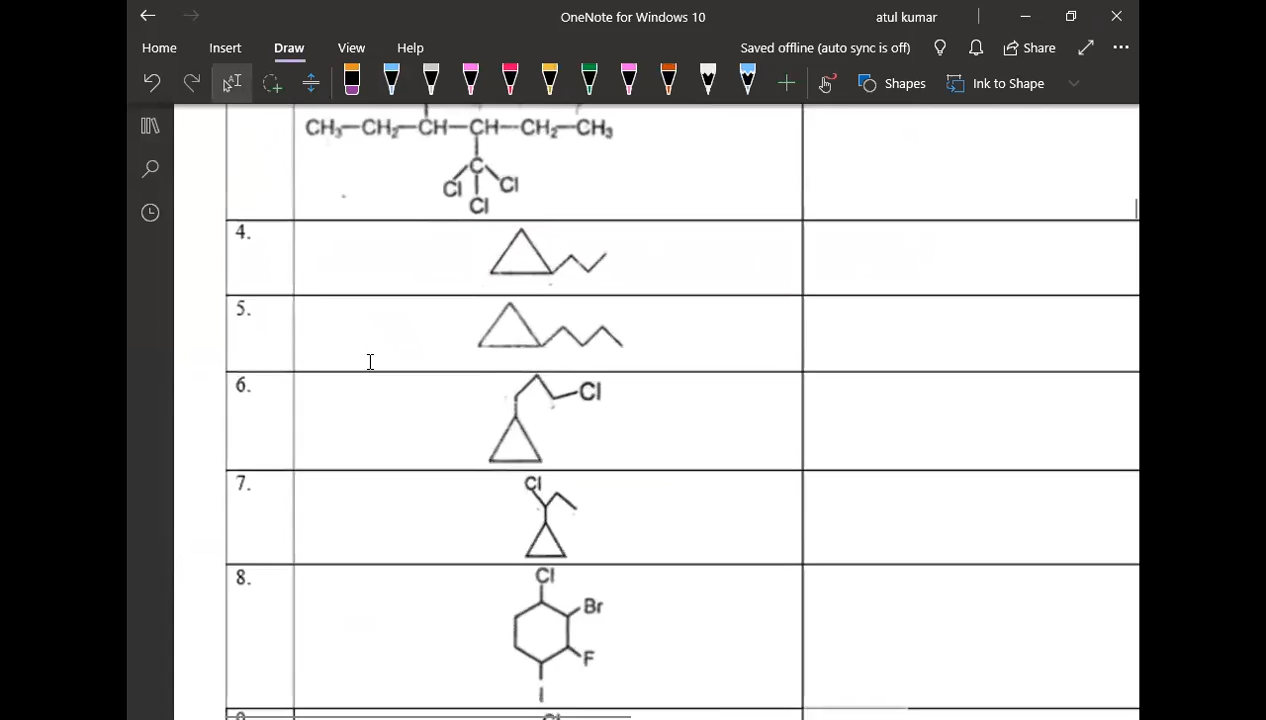 OneNote for Windows 10
atul kumar
Home Insert Draw View Help
Saved offline (auto sync is off)
Share
Shapes
Ink to Shape
CH₃—CH₂—CH—CH—CH₂—CH₃
C
Cl Cl
Cl
4.
5.
6.
Cl
7.
Cl
8.
Cl
Br
F
I